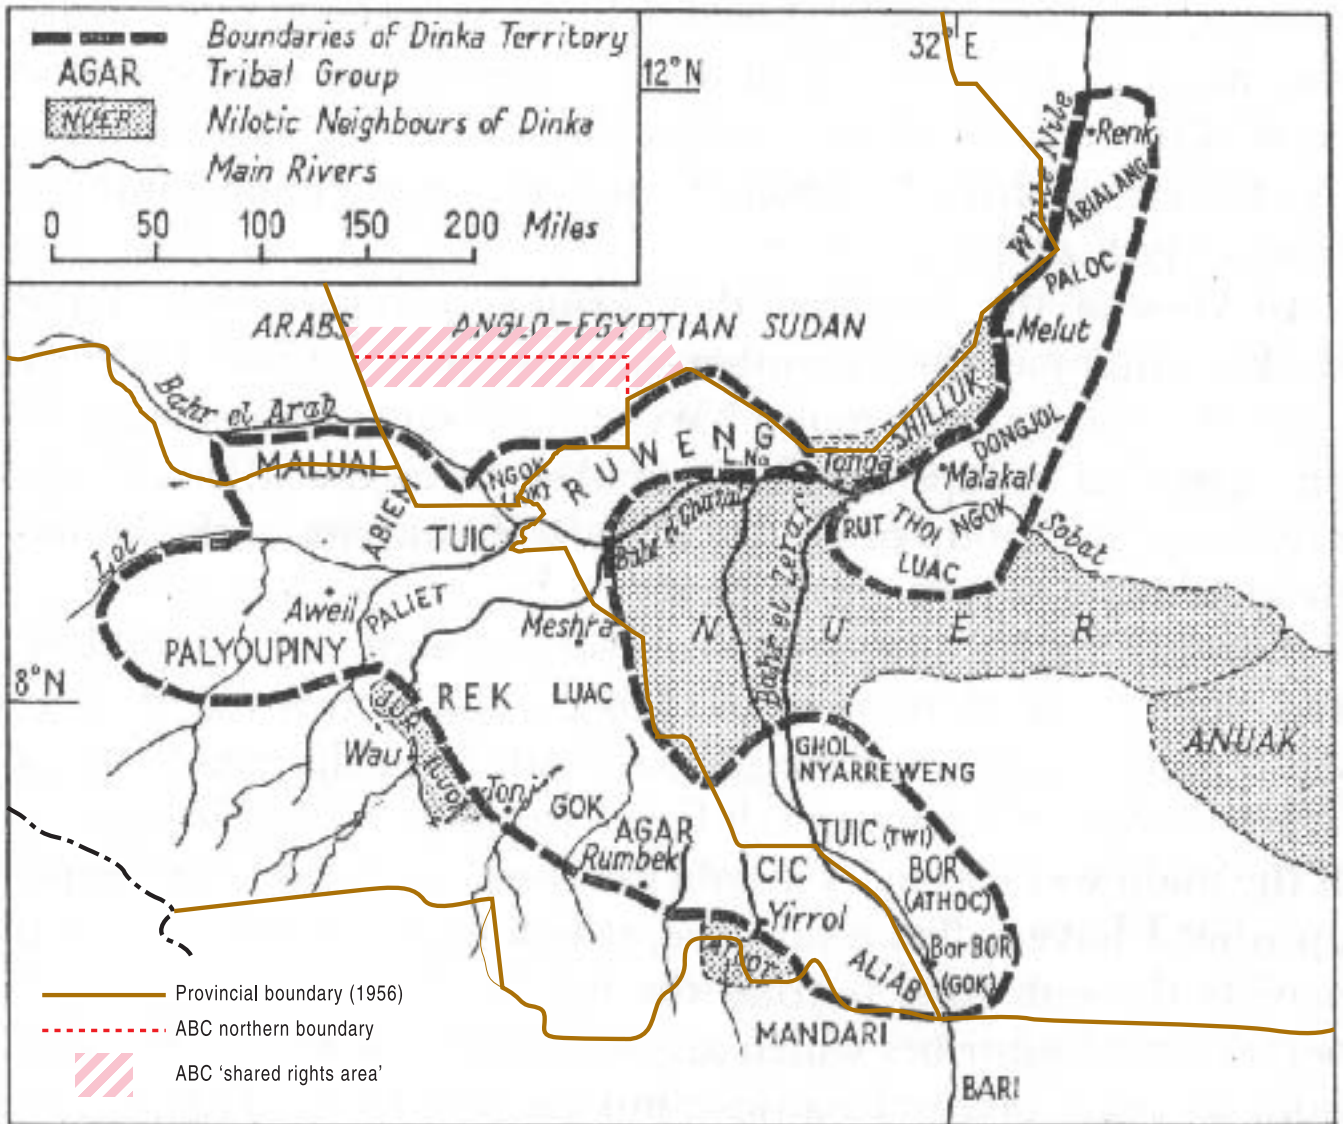 Boundaries of Dinka Territory
AGAR Tribal Group
NUER Nilotic Neighbours of Dinka
Main Rivers
0 50 100 150 200 Miles
12°N
32°E
White Nile
Renk
ABIALANG
PALOC
Melut
ARABS ANGLO-EGYPTIAN SUDAN
Bahr el Arab
SHILLUK
DONGJOL
MALUAL
NGOK
RUWENG
L.No
Tonga
Malakal
ABIEM
TUIC
Bahr el Ghazal
Bahr el Zeraf
RUT THOI NGOK
LUAC
Sobat
Lol
Aweil
PALIET
Meshra
NUER
PALYOUPINY
8°N
REK LUAC
JUR
Wau
ANUAK
GHOL
NYARREWENG
Tonj
GOK
AGAR
Rumbek
TUIC (TWI)
CIC
BOR
(ATHOC)
Yirrol
Bor BOR
(GOK)
ALIAB
MANDARI
BARI
Provincial boundary (1956)
ABC northern boundary
ABC 'shared rights area'